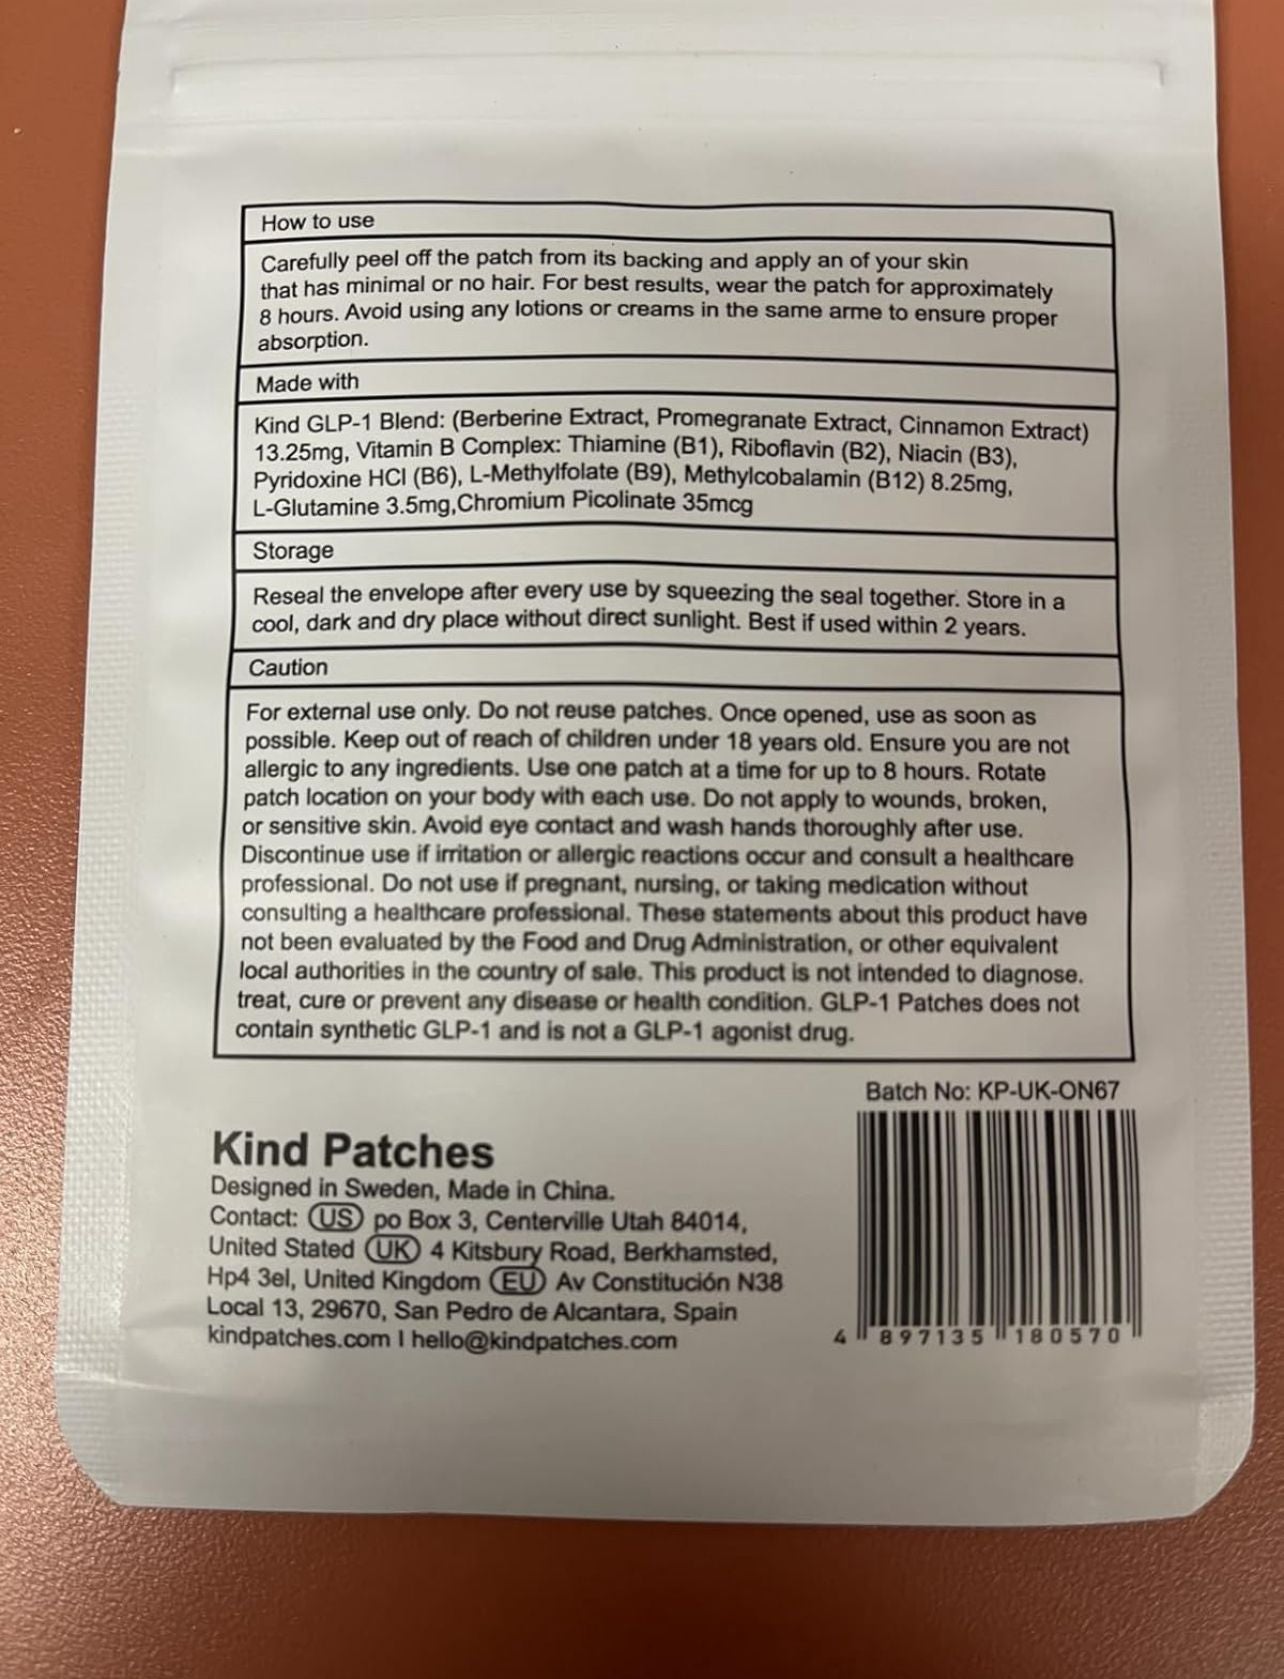 How to use
Carefully peel off the patch from its backing and apply an of your skin
that has minimal or no hair. For best results, wear the patch for approximately
8 hours. Avoid using any lotions or creams in the same arme to ensure proper
absorption.
Made with
Kind GLP-1 Blend: (Berberine Extract, Promegranate Extract, Cinnamon Extract)
13.25mg, Vitamin B Complex: Thiamine (B1), Riboflavin (B2), Niacin (B3),
Pyridoxine HCl (B6), L-Methylfolate (B9), Methylcobalamin (B12) 8.25mg,
L-Glutamine 3.5mg,Chromium Picolinate 35mcg
Storage
Reseal the envelope after every use by squeezing the seal together. Store in a
cool, dark and dry place without direct sunlight. Best if used within 2 years.
Caution
For external use only. Do not reuse patches. Once opened, use as soon as
possible. Keep out of reach of children under 18 years old. Ensure you are not
allergic to any ingredients. Use one patch at a time for up to 8 hours. Rotate
patch location on your body with each use. Do not apply to wounds, broken,
or sensitive skin. Avoid eye contact and wash hands thoroughly after use.
Discontinue use if irritation or allergic reactions occur and consult a healthcare
professional. Do not use if pregnant, nursing, or taking medication without
consulting a healthcare professional. These statements about this product have
not been evaluated by the Food and Drug Administration, or other equivalent
local authorities in the country of sale. This product is not intended to diagnose.
treat, cure or prevent any disease or health condition. GLP-1 Patches does not
contain synthetic GLP-1 and is not a GLP-1 agonist drug.
Batch No: KP-UK-ON67
Kind Patches
Designed in Sweden, Made in China.
Contact: US po Box 3, Centerville Utah 84014,
United Stated UK 4 Kitsbury Road, Berkhamsted,
Hp4 3el, United Kingdom EU Av Constitución N38
Local 13, 29670, San Pedro de Alcantara, Spain
kindpatches.com I hello@kindpatches.com
4 897135 180570